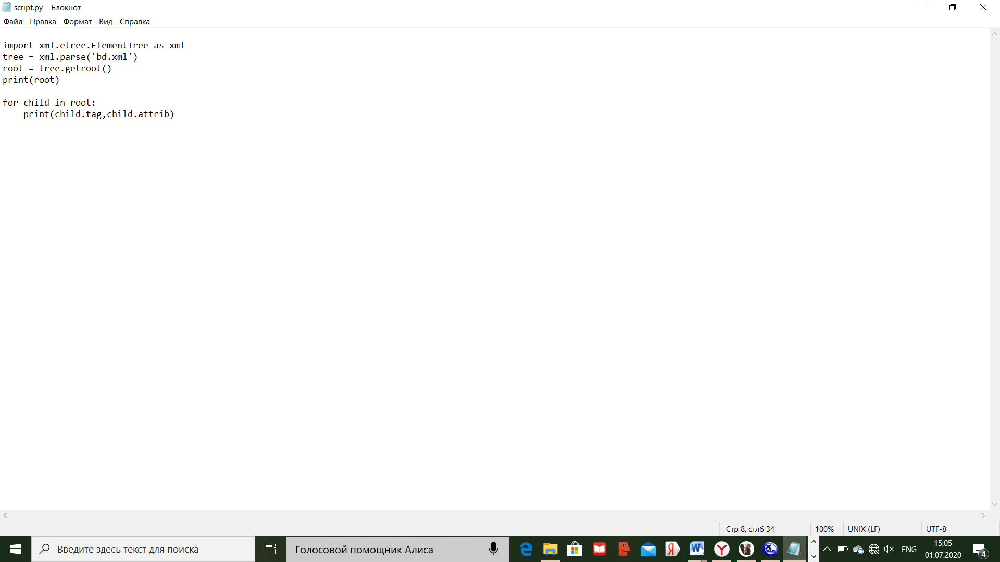 script.py – Блокнот
Файл Правка Формат Вид Справка
import xml.etree.ElementTree as xml
tree = xml.parse('bd.xml')
root = tree.getroot()
print(root)
for child in root:
    print(child.tag,child.attrib)
Стр 8, стлб 34 100% UNIX (LF) UTF-8
Введите здесь текст для поиска
Голосовой помощник Алиса
Я
W
Y
XPAD
ENG
15:05
01.07.2020
4